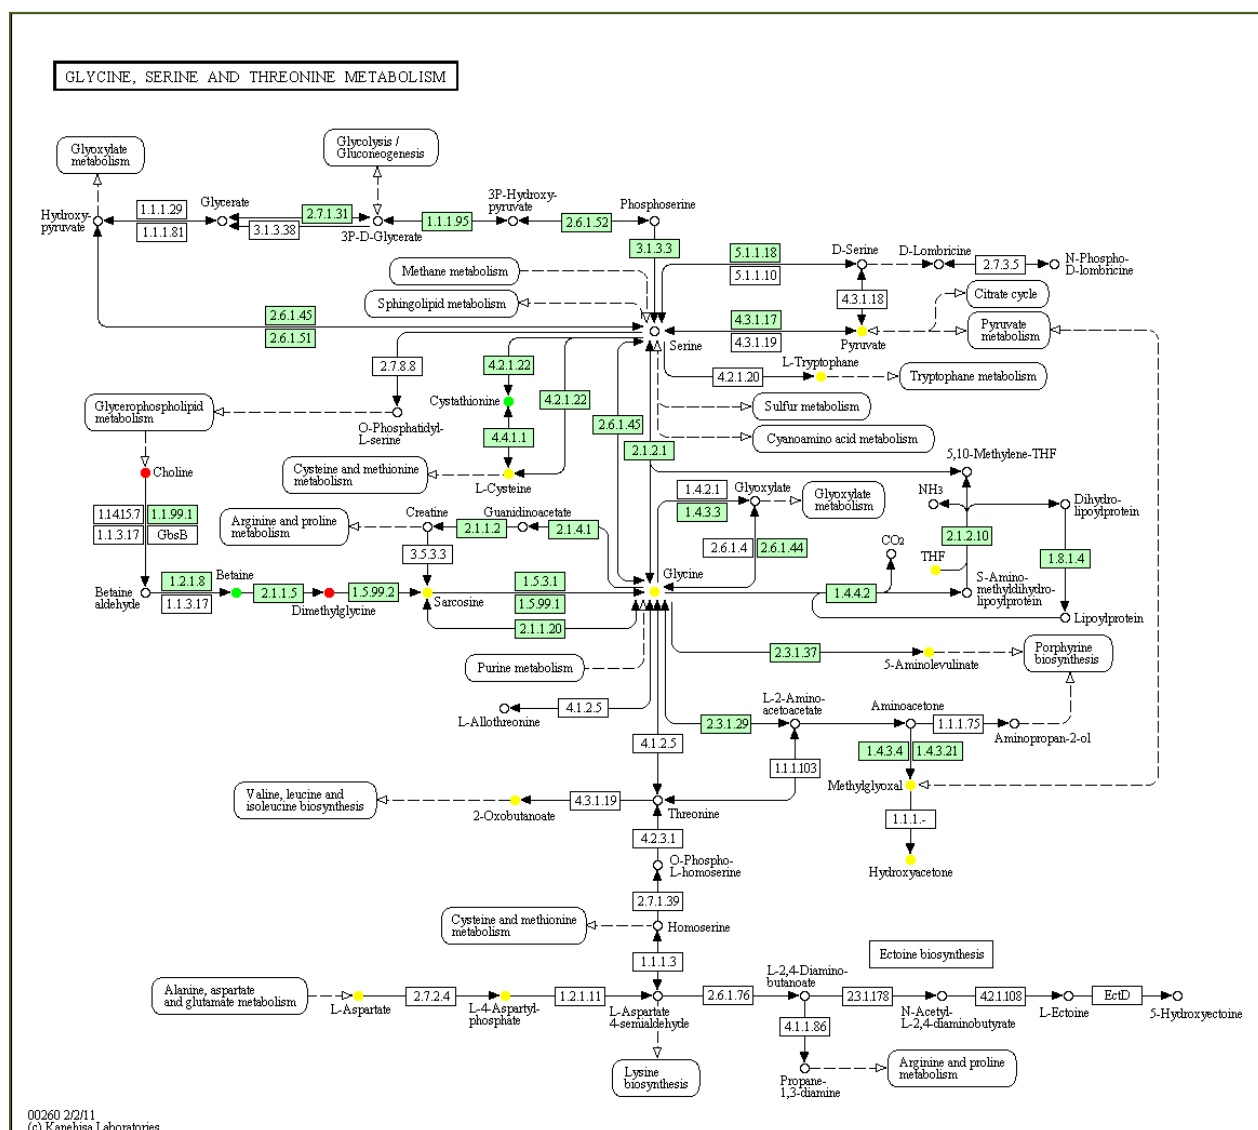 GLYCINE, SERINE AND THREONINE METABOLISM
Glyoxylate
metabolism
Glycolysis /
Gluconeogenesis
Hydroxy-
pyruvate
1.1.1.29
1.1.1.81
Glycerate
2.7.1.31
3.1.3.38
3P-D-Glycerate
1.1.1.95
3P-Hydroxy-
pyruvate
2.6.1.52
Phosphoserine
3.1.3.3
5.1.1.18
5.1.1.10
D-Serine
D-Lombricine
2.7.3.5
N-Phospho-
D-lombricine
Methane metabolism
Sphingolipid metabolism
4.3.1.18
Citrate cycle
2.6.1.45
2.6.1.51
Serine
4.3.1.17
4.3.1.19
Pyruvate
Pyruvate
metabolism
2.7.8.8
4.2.1.22
Cystathionine
4.2.1.22
4.2.1.20
L-Tryptophane
Tryptophane metabolism
Glycerophospholipid
metabolism
O-Phosphatidyl-
L-serine
4.4.1.1
2.6.1.45
2.1.2.1
Sulfur metabolism
Cyanoamino acid metabolism
Choline
Cysteine and methionine
metabolism
L-Cysteine
5,10-Methylene-THF
1.14.15.7
1.1.99.1
1.1.3.17
GbsB
Arginine and proline
metabolism
Creatine
2.1.1.2
Guanidinoacetate
2.1.4.1
1.4.2.1
1.4.3.3
Glyoxylate
Glyoxylate
metabolism
NH3
Dihydro-
lipoylprotein
3.5.3.3
2.6.1.4
2.6.1.44
CO2
2.1.2.10
THF
1.8.1.4
Betaine
aldehyde
1.2.1.8
1.1.3.17
Betaine
2.1.1.5
Dimethylglycine
1.5.99.2
Sarcosine
1.5.3.1
1.5.99.1
2.1.1.20
Glycine
1.4.4.2
S-Amino-
methyldihydro-
lipoylprotein
Lipoylprotein
Purine metabolism
2.3.1.37
5-Aminolevulinate
Porphyrine
biosynthesis
L-Allothreonine
4.1.2.5
4.1.2.5
2.3.1.29
L-2-Amino-
acetoacetate
Aminoacetone
1.1.1.75
Aminopropan-2-ol
1.1.1.103
1.4.3.4
1.4.3.21
Valine, leucine and
isoleucine biosynthesis
2-Oxobutanoate
4.3.1.19
Threonine
Methylglyoxal
1.1.1.-
Hydroxyacetone
4.2.3.1
O-Phospho-
L-homoserine
2.7.1.39
Cysteine and methionine
metabolism
Homoserine
1.1.1.3
Ectoine biosynthesis
Alanine, aspartate
and glutamate metabolism
L-Aspartate
2.7.2.4
L-4-Aspartyl-
phosphate
1.2.1.11
L-Aspartate
4-semialdehyde
2.6.1.76
L-2,4-Diamino-
butanoate
2.3.1.178
N-Acetyl-
L-2,4-diaminobutyrate
4.2.1.108
L-Ectoine
EctD
5-Hydroxyectoine
4.1.1.86
Lysine
biosynthesis
Propane-
1,3-diamine
Arginine and proline
metabolism
00260 2/2/11
(c) Kanehisa Laboratories